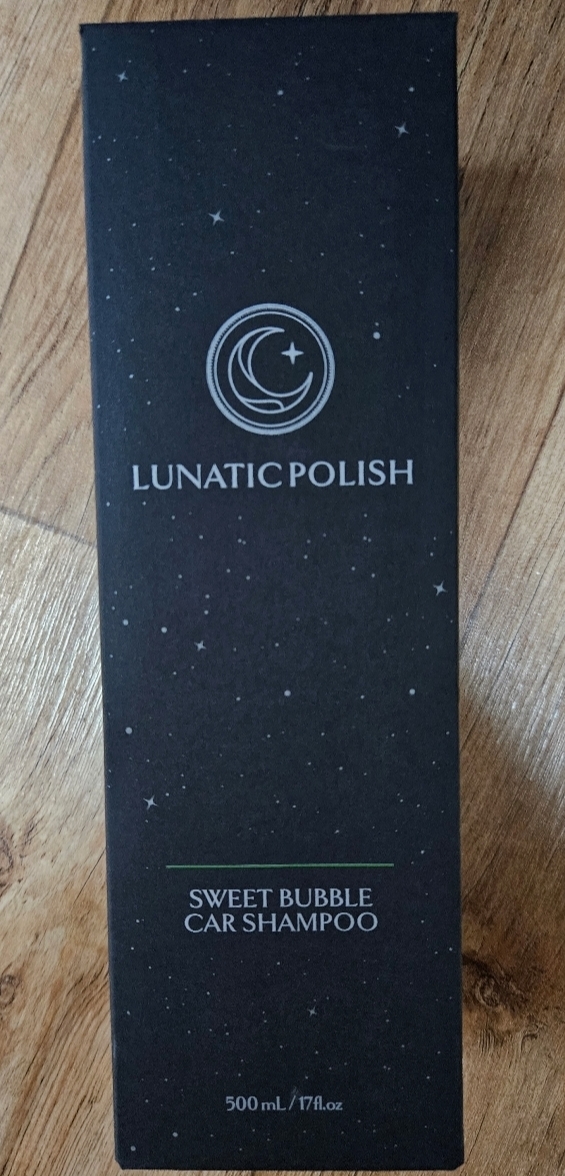 LUNATIC POLISH
SWEET BUBBLE
CAR SHAMPOO
500 mL / 17fl.oz